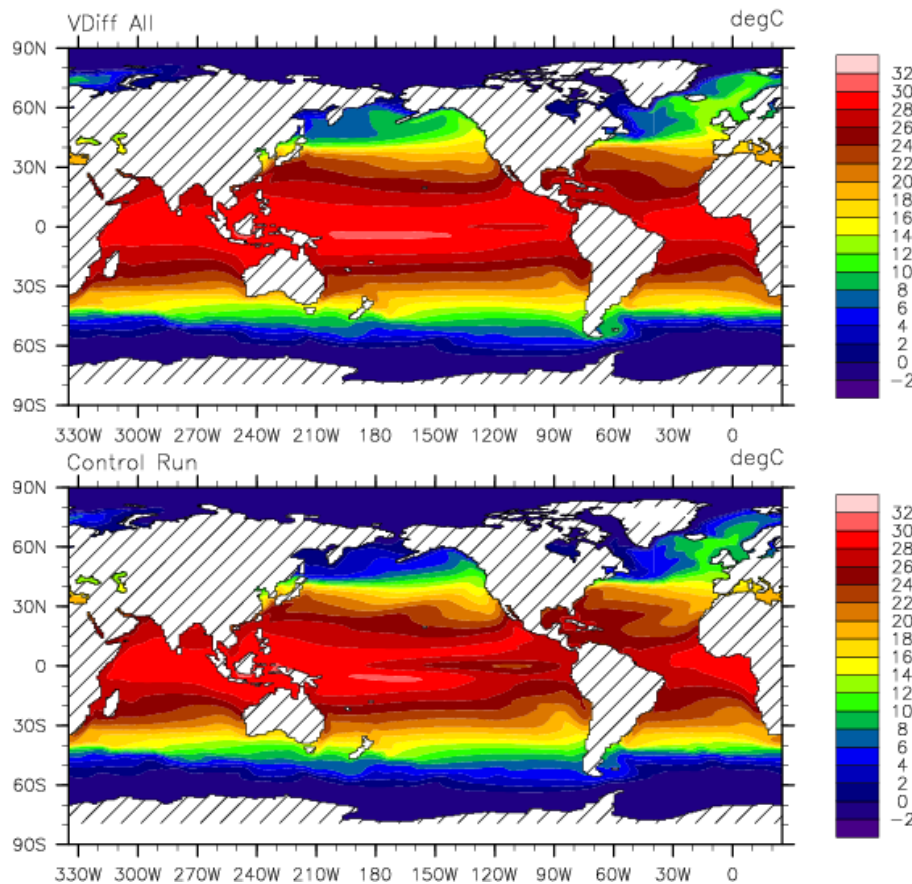 VDiff All degC
90N
60N
30N
0
30S
60S
90S
330W 300W 270W 240W 210W 180 150W 120W 90W 60W 30W 0
32
30
28
26
24
22
20
18
16
14
12
10
8
6
4
2
0
−2
Control Run degC
90N
60N
30N
0
30S
60S
90S
330W 300W 270W 240W 210W 180 150W 120W 90W 60W 30W 0
32
30
28
26
24
22
20
18
16
14
12
10
8
6
4
2
0
−2